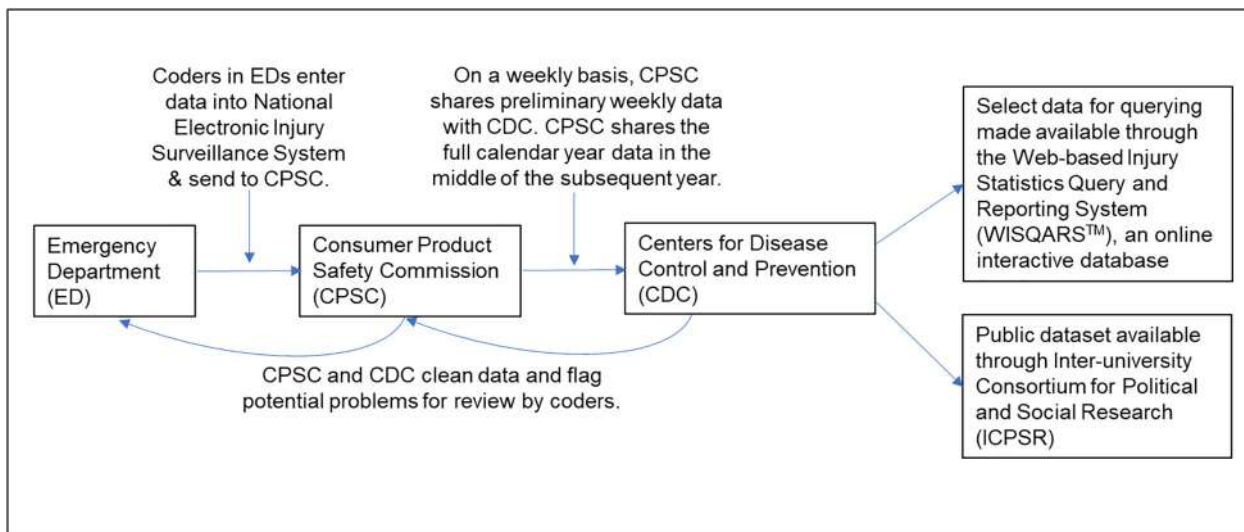 Coders in EDs enter
data into National
Electronic Injury
Surveillance System
& send to CPSC.
On a weekly basis, CPSC
shares preliminary weekly data
with CDC. CPSC shares the
full calendar year data in the
middle of the subsequent year.
Emergency
Department
(ED)
Consumer Product
Safety Commission
(CPSC)
Centers for Disease
Control and Prevention
(CDC)
Select data for querying
made available through
the Web-based Injury
Statistics Query and
Reporting System
(WISQARS™), an online
interactive database
Public dataset available
through Inter-university
Consortium for Political
and Social Research
(ICPSR)
CPSC and CDC clean data and flag
potential problems for review by coders.